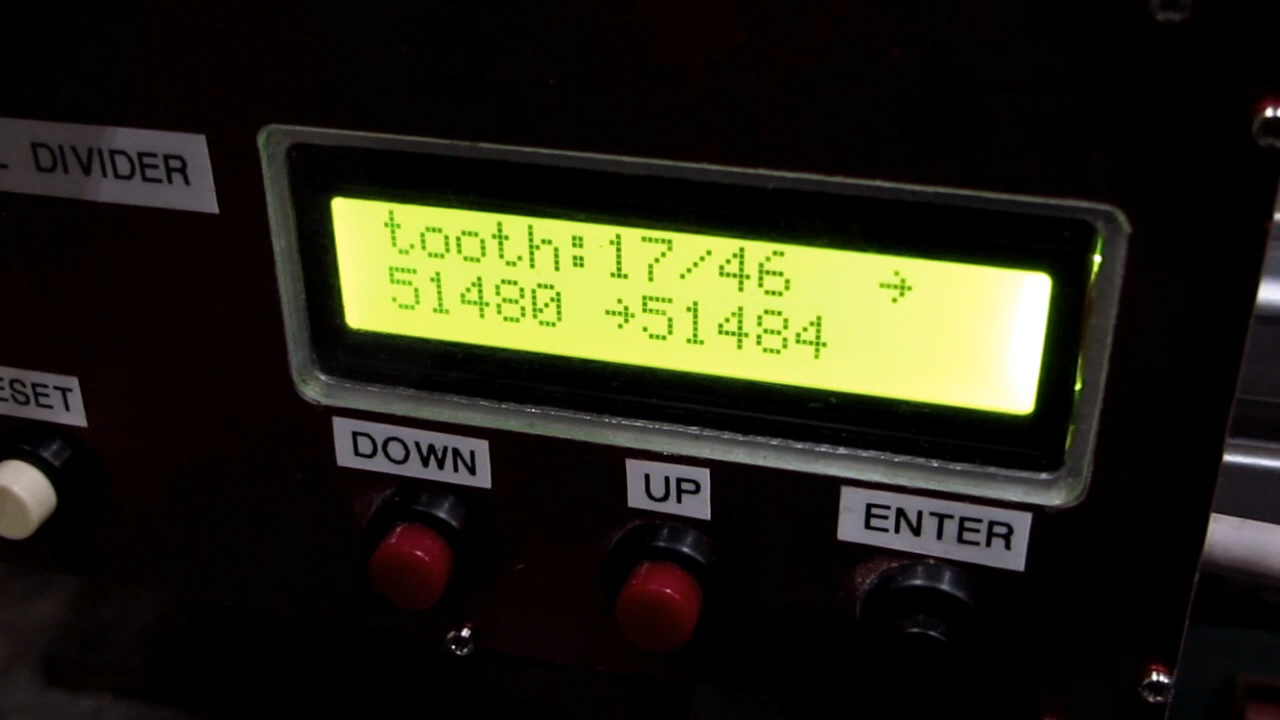 DIVIDER
tooth:17/46 →
51480 →51484
ESET
DOWN
UP
ENTER